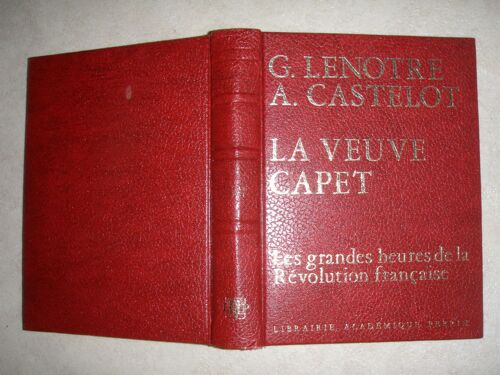 G. LENOTRE
A. CASTELOT
LA VEUVE
CAPET
Les grandes heures de la
Révolution française
LIBRAIRIE ACADÉMIQUE PERRIN